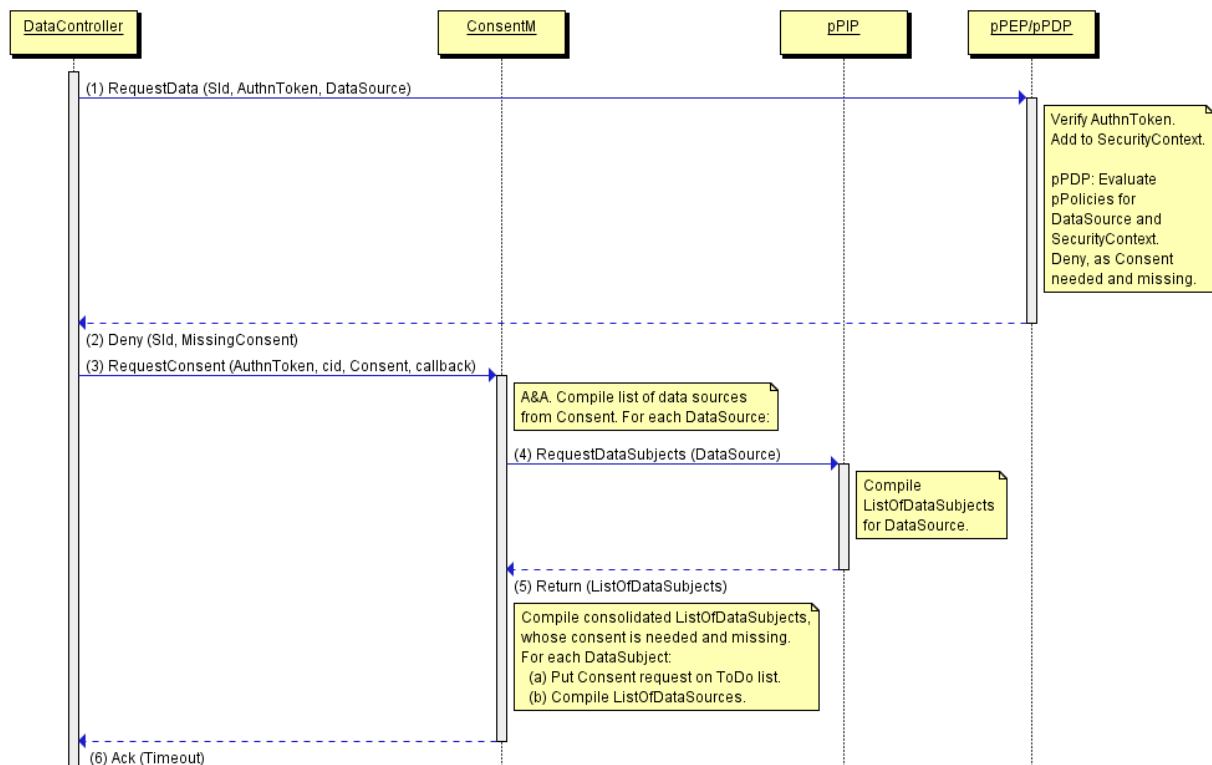 DataController
ConsentM
pPIP
pPEP/pPDP
(1) RequestData (SId, AuthnToken, DataSource)
Verify AuthnToken.
Add to SecurityContext.
pPDP: Evaluate
pPolicies for
DataSource and
SecurityContext.
Deny, as Consent
needed and missing.
(2) Deny (SId, MissingConsent)
(3) RequestConsent (AuthnToken, cid, Consent, callback)
A&A. Compile list of data sources
from Consent. For each DataSource:
(4) RequestDataSubjects (DataSource)
Compile
ListOfDataSubjects
for DataSource.
(5) Return (ListOfDataSubjects)
Compile consolidated ListOfDataSubjects,
whose consent is needed and missing.
For each DataSubject:
(a) Put Consent request on ToDo list.
(b) Compile ListOfDataSources.
(6) Ack (Timeout)